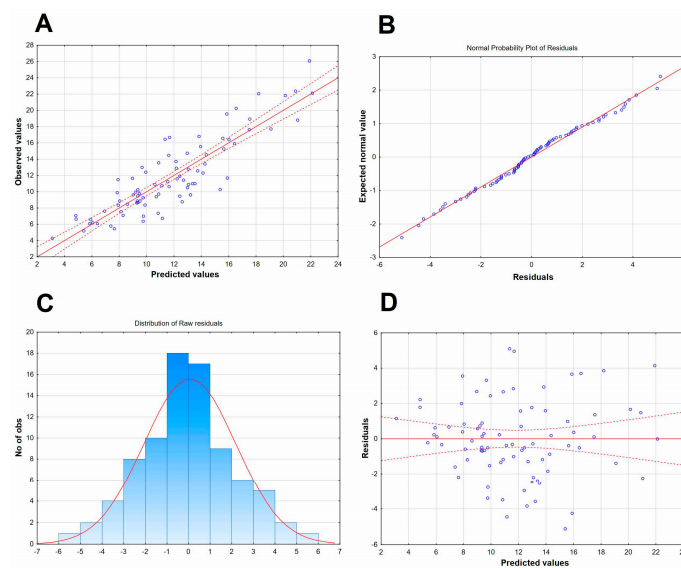 A
28
26
24
22
20
18
16
14
12
10
8
6
4
2
Observed values
2 4 6 8 10 12 14 16 18 20 22 24
Predicted values
B
Normal Probability Plot of Residuals
3
2
1
0
-1
-2
-3
Expected normal value
-6 -4 -2 0 2 4 6
Residuals
C
Distribution of Raw residuals
20
18
16
14
12
10
8
6
4
2
0
No of obs
-7 -6 -5 -4 -3 -2 -1 0 1 2 3 4 5 6 7
D
6
4
2
0
-2
-4
-6
Residuals
2 4 6 8 10 12 14 16 18 20 22
Predicted values